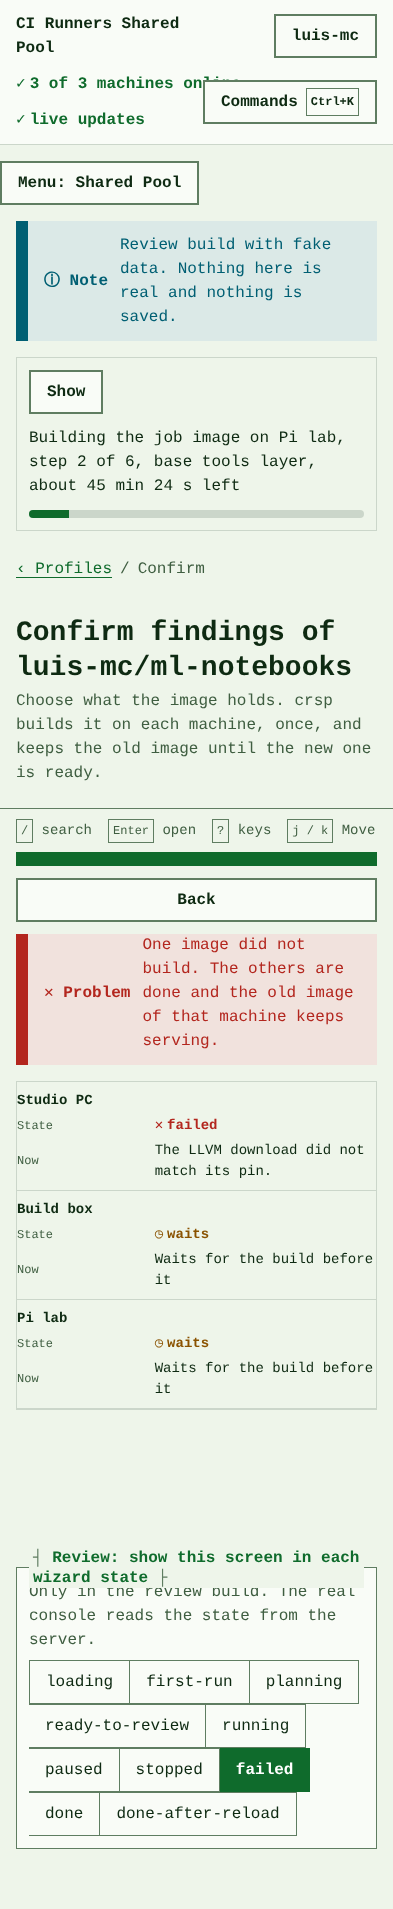 CI Runners Shared
Pool
luis-mc
✓ 3 of 3 machines online
Commands Ctrl+K
✓ live updates
Menu: Shared Pool
ⓘ Note
Review build with fake
data. Nothing here is
real and nothing is
saved.
Show
Building the job image on Pi lab,
step 2 of 6, base tools layer,
about 45 min 24 s left
‹ Profiles / Confirm
Confirm findings of
luis-mc/ml-notebooks
Choose what the image holds. crsp
builds it on each machine, once, and
keeps the old image until the new one
is ready.
/ search Enter open ? keys j / k Move
Back
✕ Problem
One image did not
build. The others are
done and the old image
of that machine keeps
serving.
Studio PC
State ✕ failed
Now The LLVM download did not
match its pin.
Build box
State ◷ waits
Now Waits for the build before
it
Pi lab
State ◷ waits
Now Waits for the build before
it
┤ Review: show this screen in each
wizard state ├
Only in the review build. The real
console reads the state from the
server.
loading first-run planning
ready-to-review running
paused stopped failed
done done-after-reload